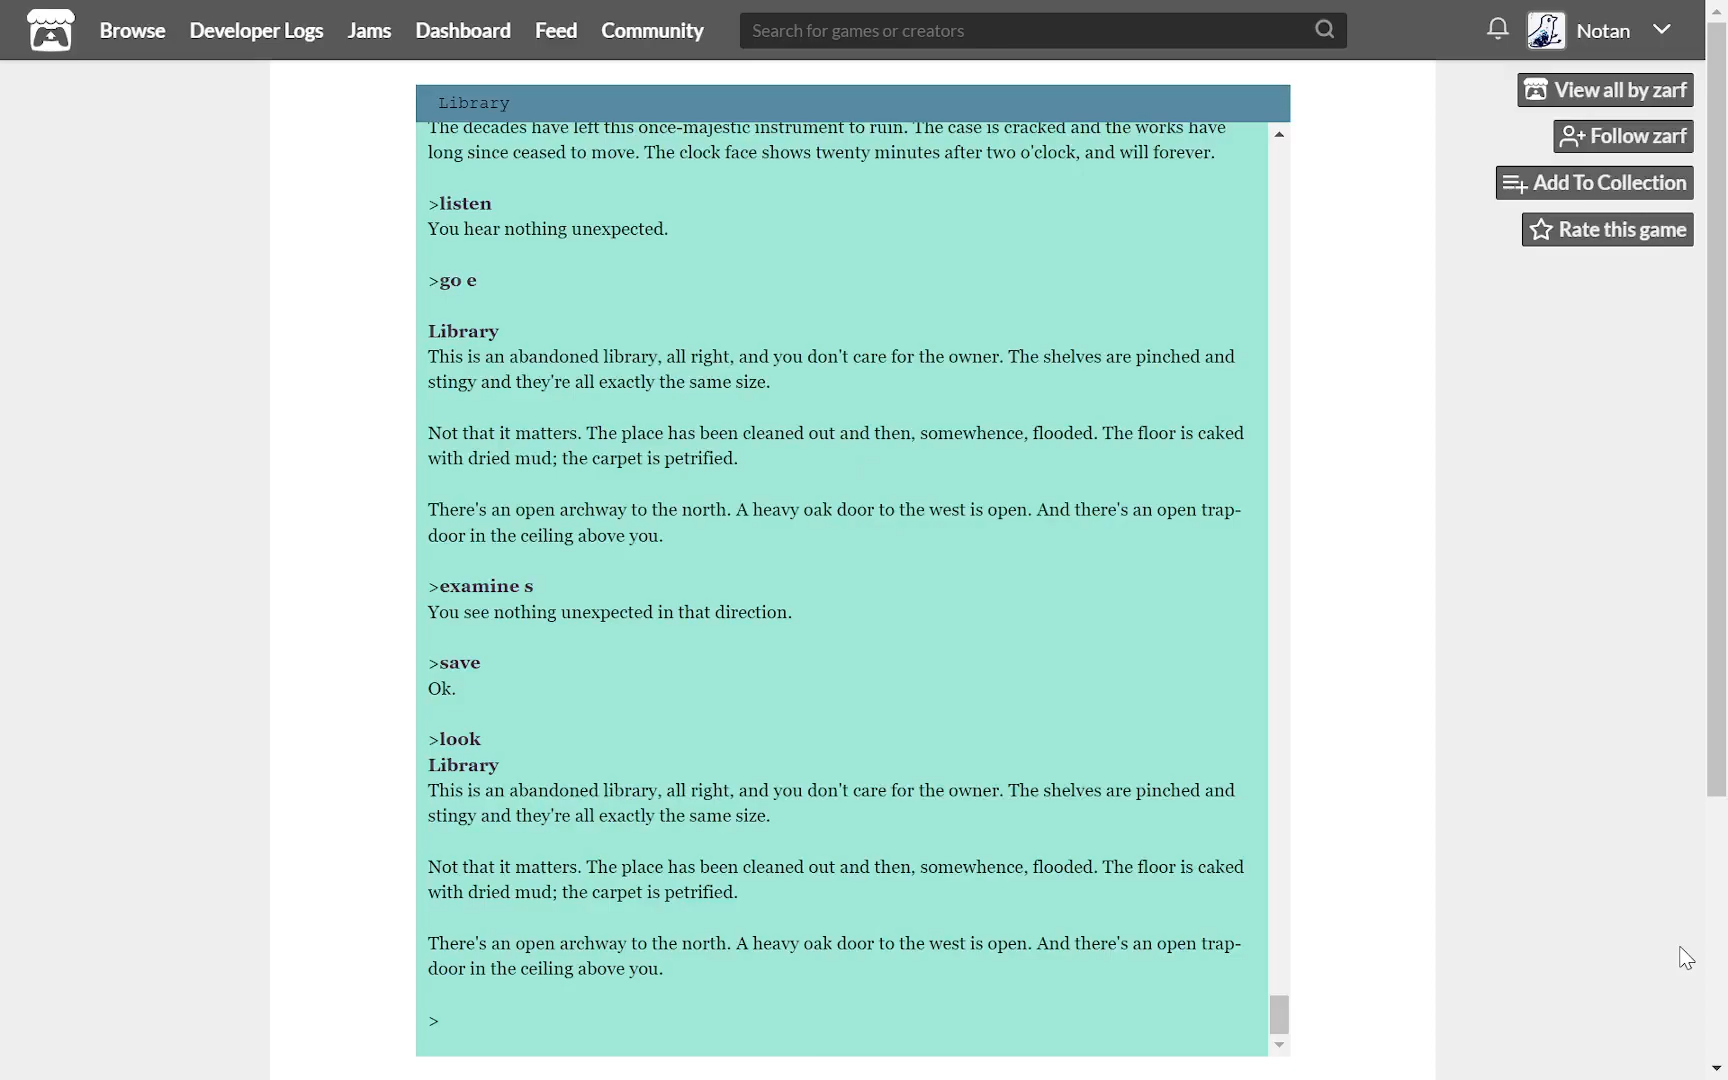 Browse Developer Logs Jams Dashboard Feed Community Search for games or creators Notan
View all by zarf
Follow zarf
Add To Collection
Rate this game
Library
The decades have left this once-majestic instrument to ruin. The case is cracked and the works have
long since ceased to move. The clock face shows twenty minutes after two o'clock, and will forever.
>listen
You hear nothing unexpected.
>go e
Library
This is an abandoned library, all right, and you don't care for the owner. The shelves are pinched and
stingy and they're all exactly the same size.
Not that it matters. The place has been cleaned out and then, somewhence, flooded. The floor is caked
with dried mud; the carpet is petrified.
There's an open archway to the north. A heavy oak door to the west is open. And there's an open trap-
door in the ceiling above you.
>examine s
You see nothing unexpected in that direction.
>save
Ok.
>look
Library
This is an abandoned library, all right, and you don't care for the owner. The shelves are pinched and
stingy and they're all exactly the same size.
Not that it matters. The place has been cleaned out and then, somewhence, flooded. The floor is caked
with dried mud; the carpet is petrified.
There's an open archway to the north. A heavy oak door to the west is open. And there's an open trap-
door in the ceiling above you.
>